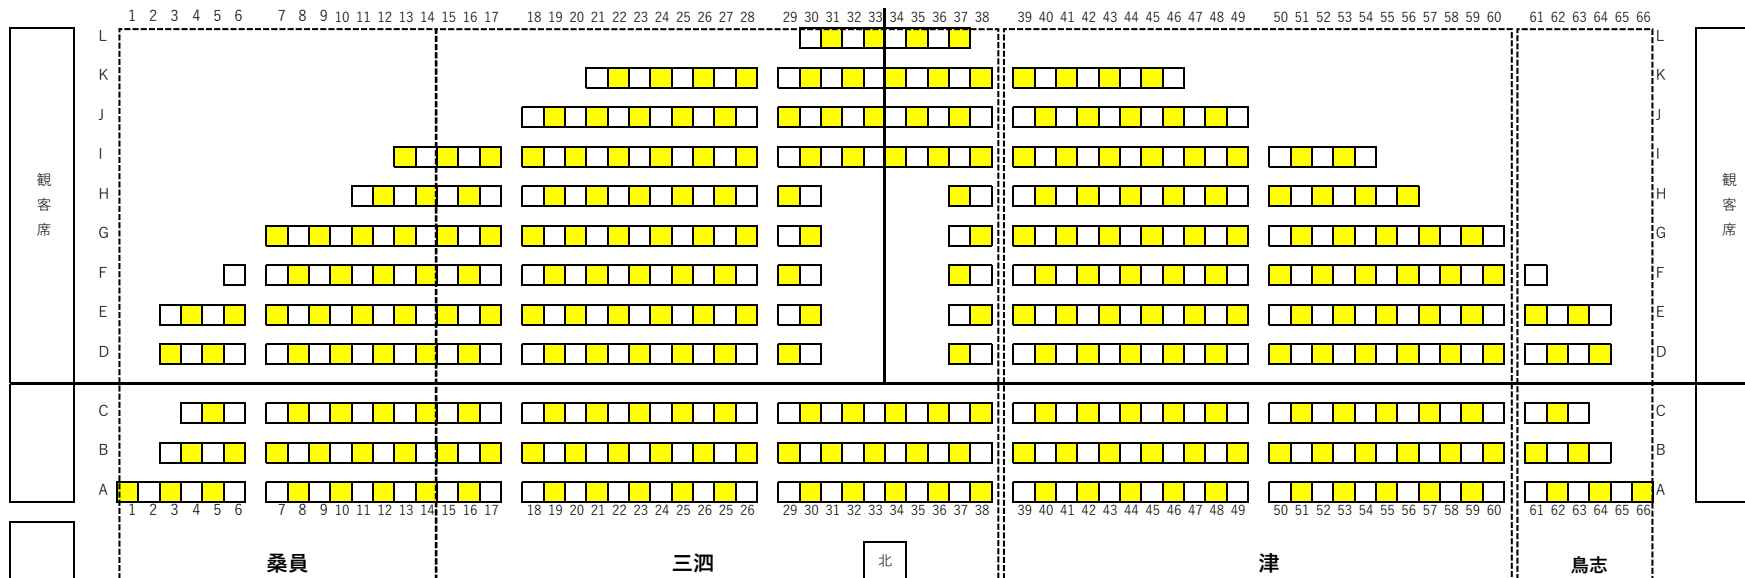 1 2 3 4 5 6 7 8 9 10 11 12 13 14 15 16 17 18 19 20 21 22 23 24 25 26 27 28 29 30 31 32 33 34 35 36 37 38 39 40 41 42 43 44 45 46 47 48 49 50 51 52 53 54 55 56 57 58 59 60 61 62 63 64 65 66
L L
K K
J J
I I
観客席 観客席
H H
G G
F F
E E
D D
C C
B B
A A
1 2 3 4 5 6 7 8 9 10 11 12 13 14 15 16 17 18 19 20 21 22 23 22 23 24 25 26 29 30 31 32 33 34 35 36 37 38 39 40 41 42 43 44 45 46 47 48 49 50 51 52 53 54 55 56 57 58 59 60 61 62 63 64 65 66
桑員 三泗 北 津 鳥志